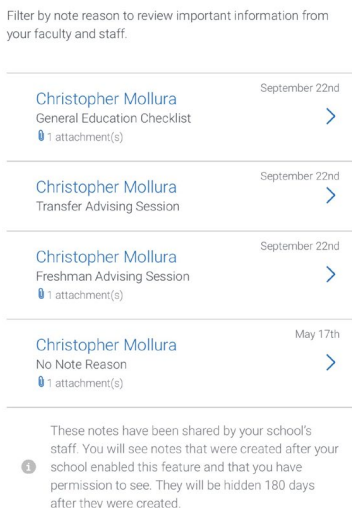 Filter by note reason to review important information from
your faculty and staff.
September 22nd
Christopher Mollura
General Education Checklist
1 attachment(s)
September 22nd
Christopher Mollura
Transfer Advising Session
September 22nd
Christopher Mollura
Freshman Advising Session
1 attachment(s)
May 17th
Christopher Mollura
No Note Reason
1 attachment(s)
These notes have been shared by your school's
staff. You will see notes that were created after your
school enabled this feature and that you have
permission to see. They will be hidden 180 days
after they were created.